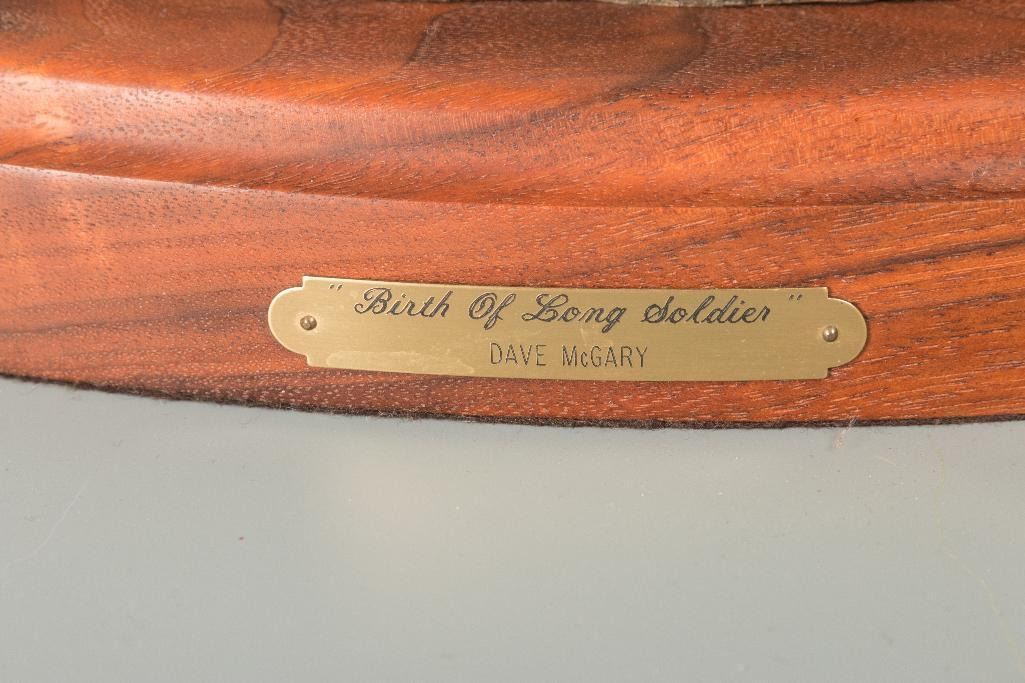 " Birth Of Long Soldier "
DAVE McGARY